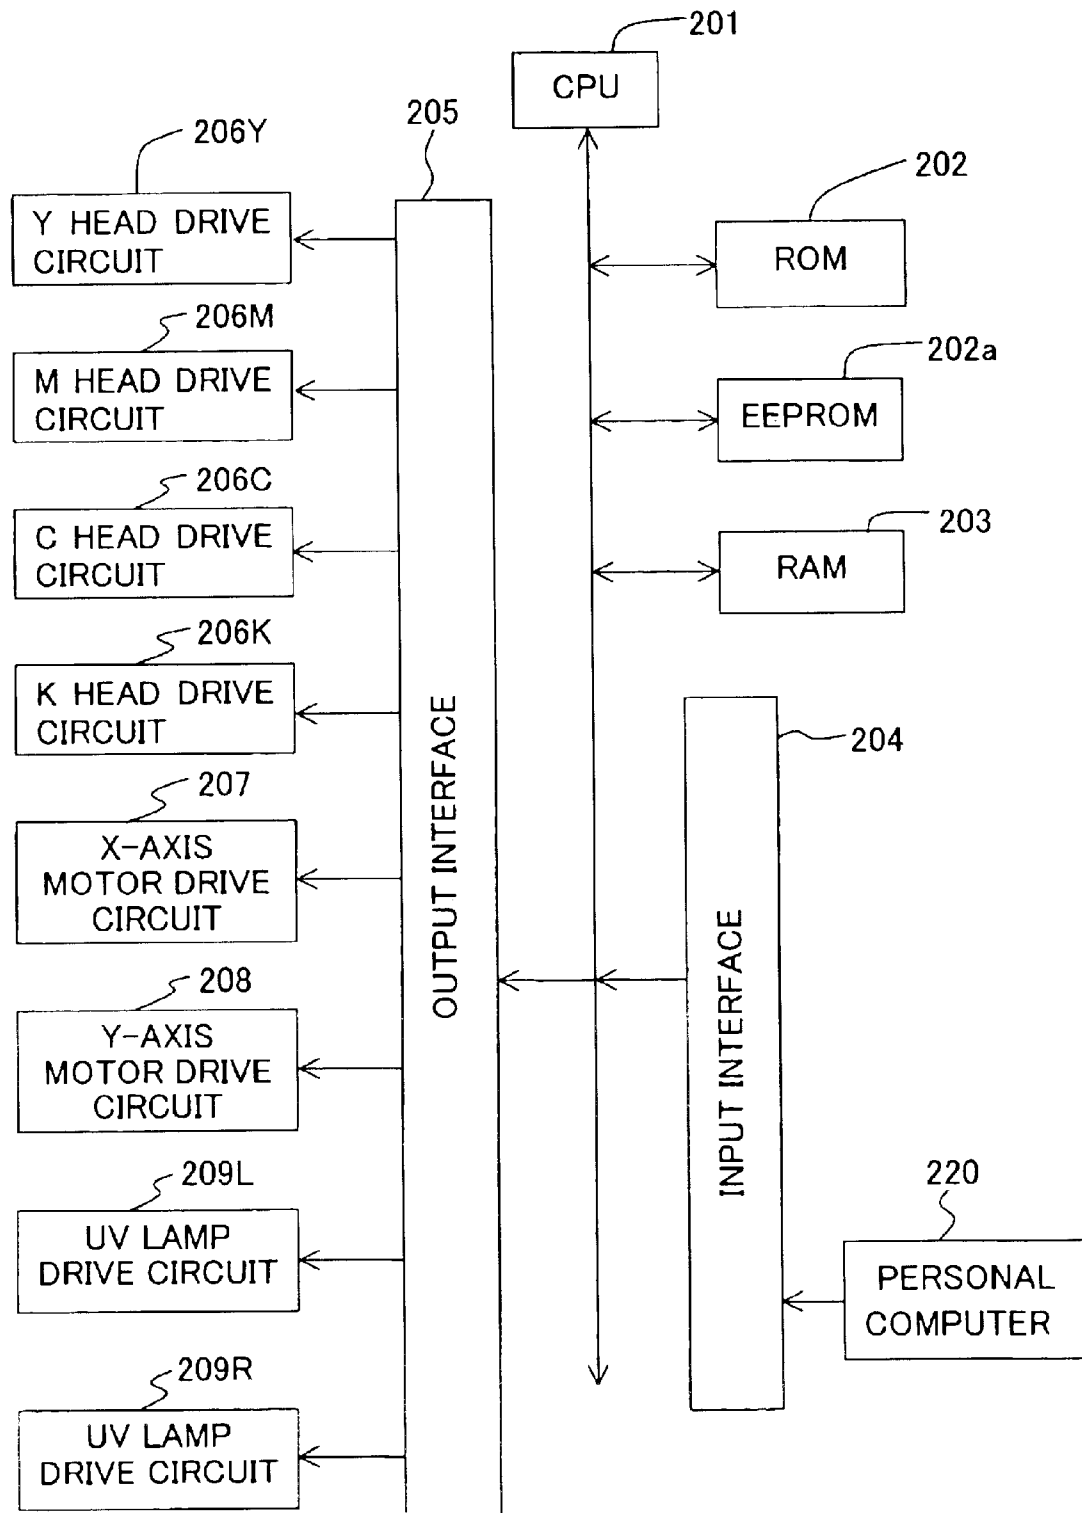 201
CPU
205
206Y
Y HEAD DRIVE
CIRCUIT
202
ROM
206M
M HEAD DRIVE
CIRCUIT
202a
EEPROM
206C
C HEAD DRIVE
CIRCUIT
203
RAM
206K
K HEAD DRIVE
CIRCUIT
OUTPUT INTERFACE
204
INPUT INTERFACE
207
X-AXIS
MOTOR DRIVE
CIRCUIT
208
Y-AXIS
MOTOR DRIVE
CIRCUIT
209L
UV LAMP
DRIVE CIRCUIT
220
PERSONAL
COMPUTER
209R
UV LAMP
DRIVE CIRCUIT